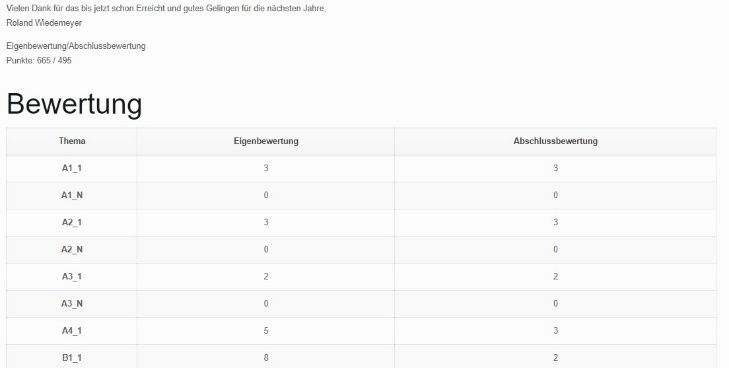 Vielen Dank für das bis jetzt schon Erreicht und gutes Gelingen für die nächsten Jahre,
Roland Wiedemeyer
Eigenbewertung/Abschlussbewertung
Punkte: 665 / 495
Bewertung
Thema Eigenbewertung Abschlussbewertung
A1_1 3 3
A1_N 0 0
A2_1 3 3
A2_N 0 0
A3_1 2 2
A3_N 0 0
A4_1 5 3
B1_1 8 2